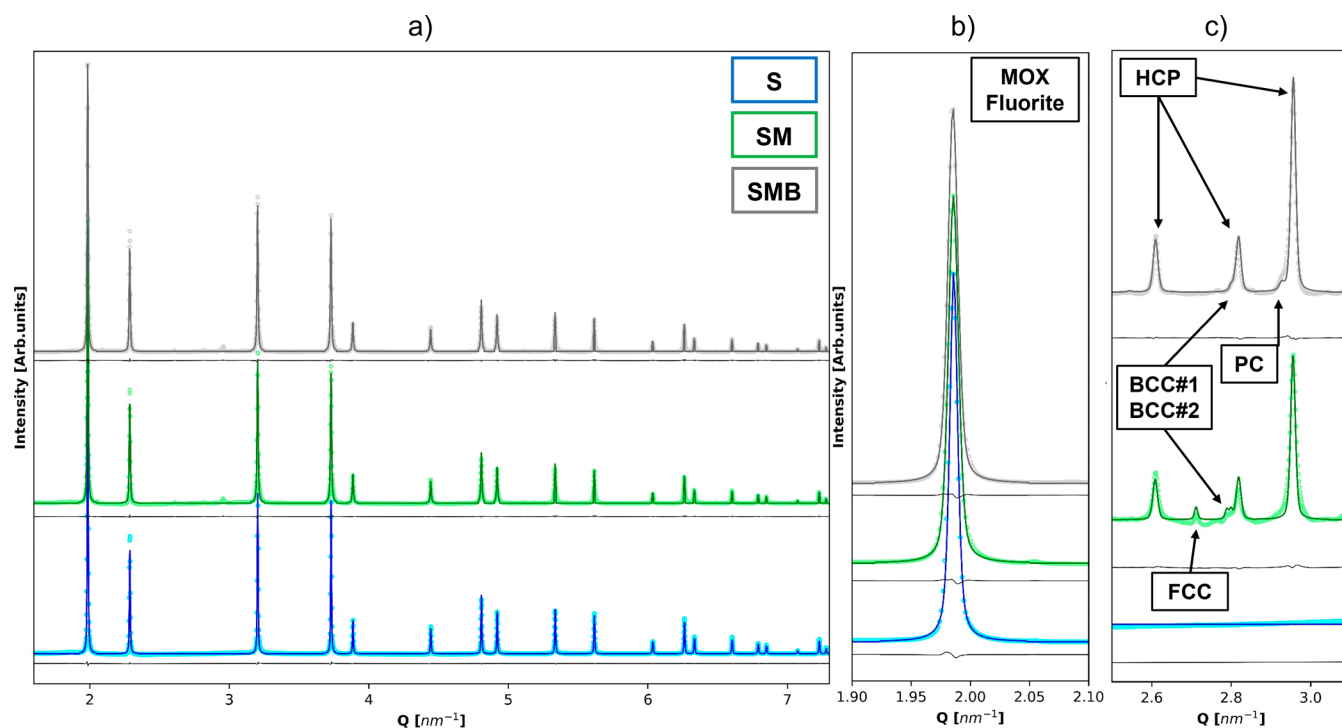 a)
b)
c)
S
SM
SMB
MOX
Fluorite
HCP
PC
BCC#1
BCC#2
FCC
Intensity [Arb.units]
Intensity [Arb.units]
2 3 4 5 6 7
Q [nm⁻¹]
1.90 1.95 2.00 2.05 2.10
Q [nm⁻¹]
2.6 2.8 3.0
Q [nm⁻¹]